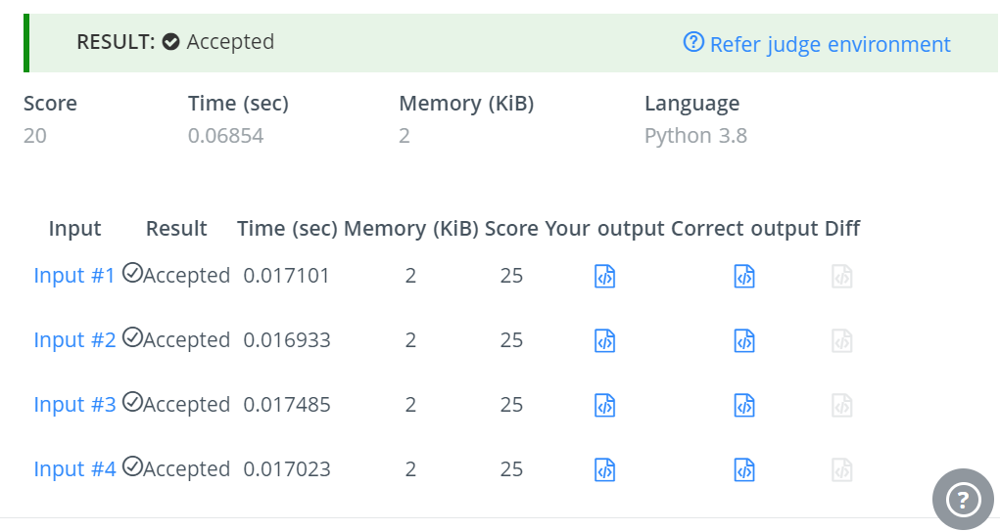 RESULT: Accepted
Refer judge environment
Score Time (sec) Memory (KiB) Language
20 0.06854 2 Python 3.8
Input Result Time (sec) Memory (KiB) Score Your output Correct output Diff
Input #1 Accepted 0.017101 2 25
Input #2 Accepted 0.016933 2 25
Input #3 Accepted 0.017485 2 25
Input #4 Accepted 0.017023 2 25